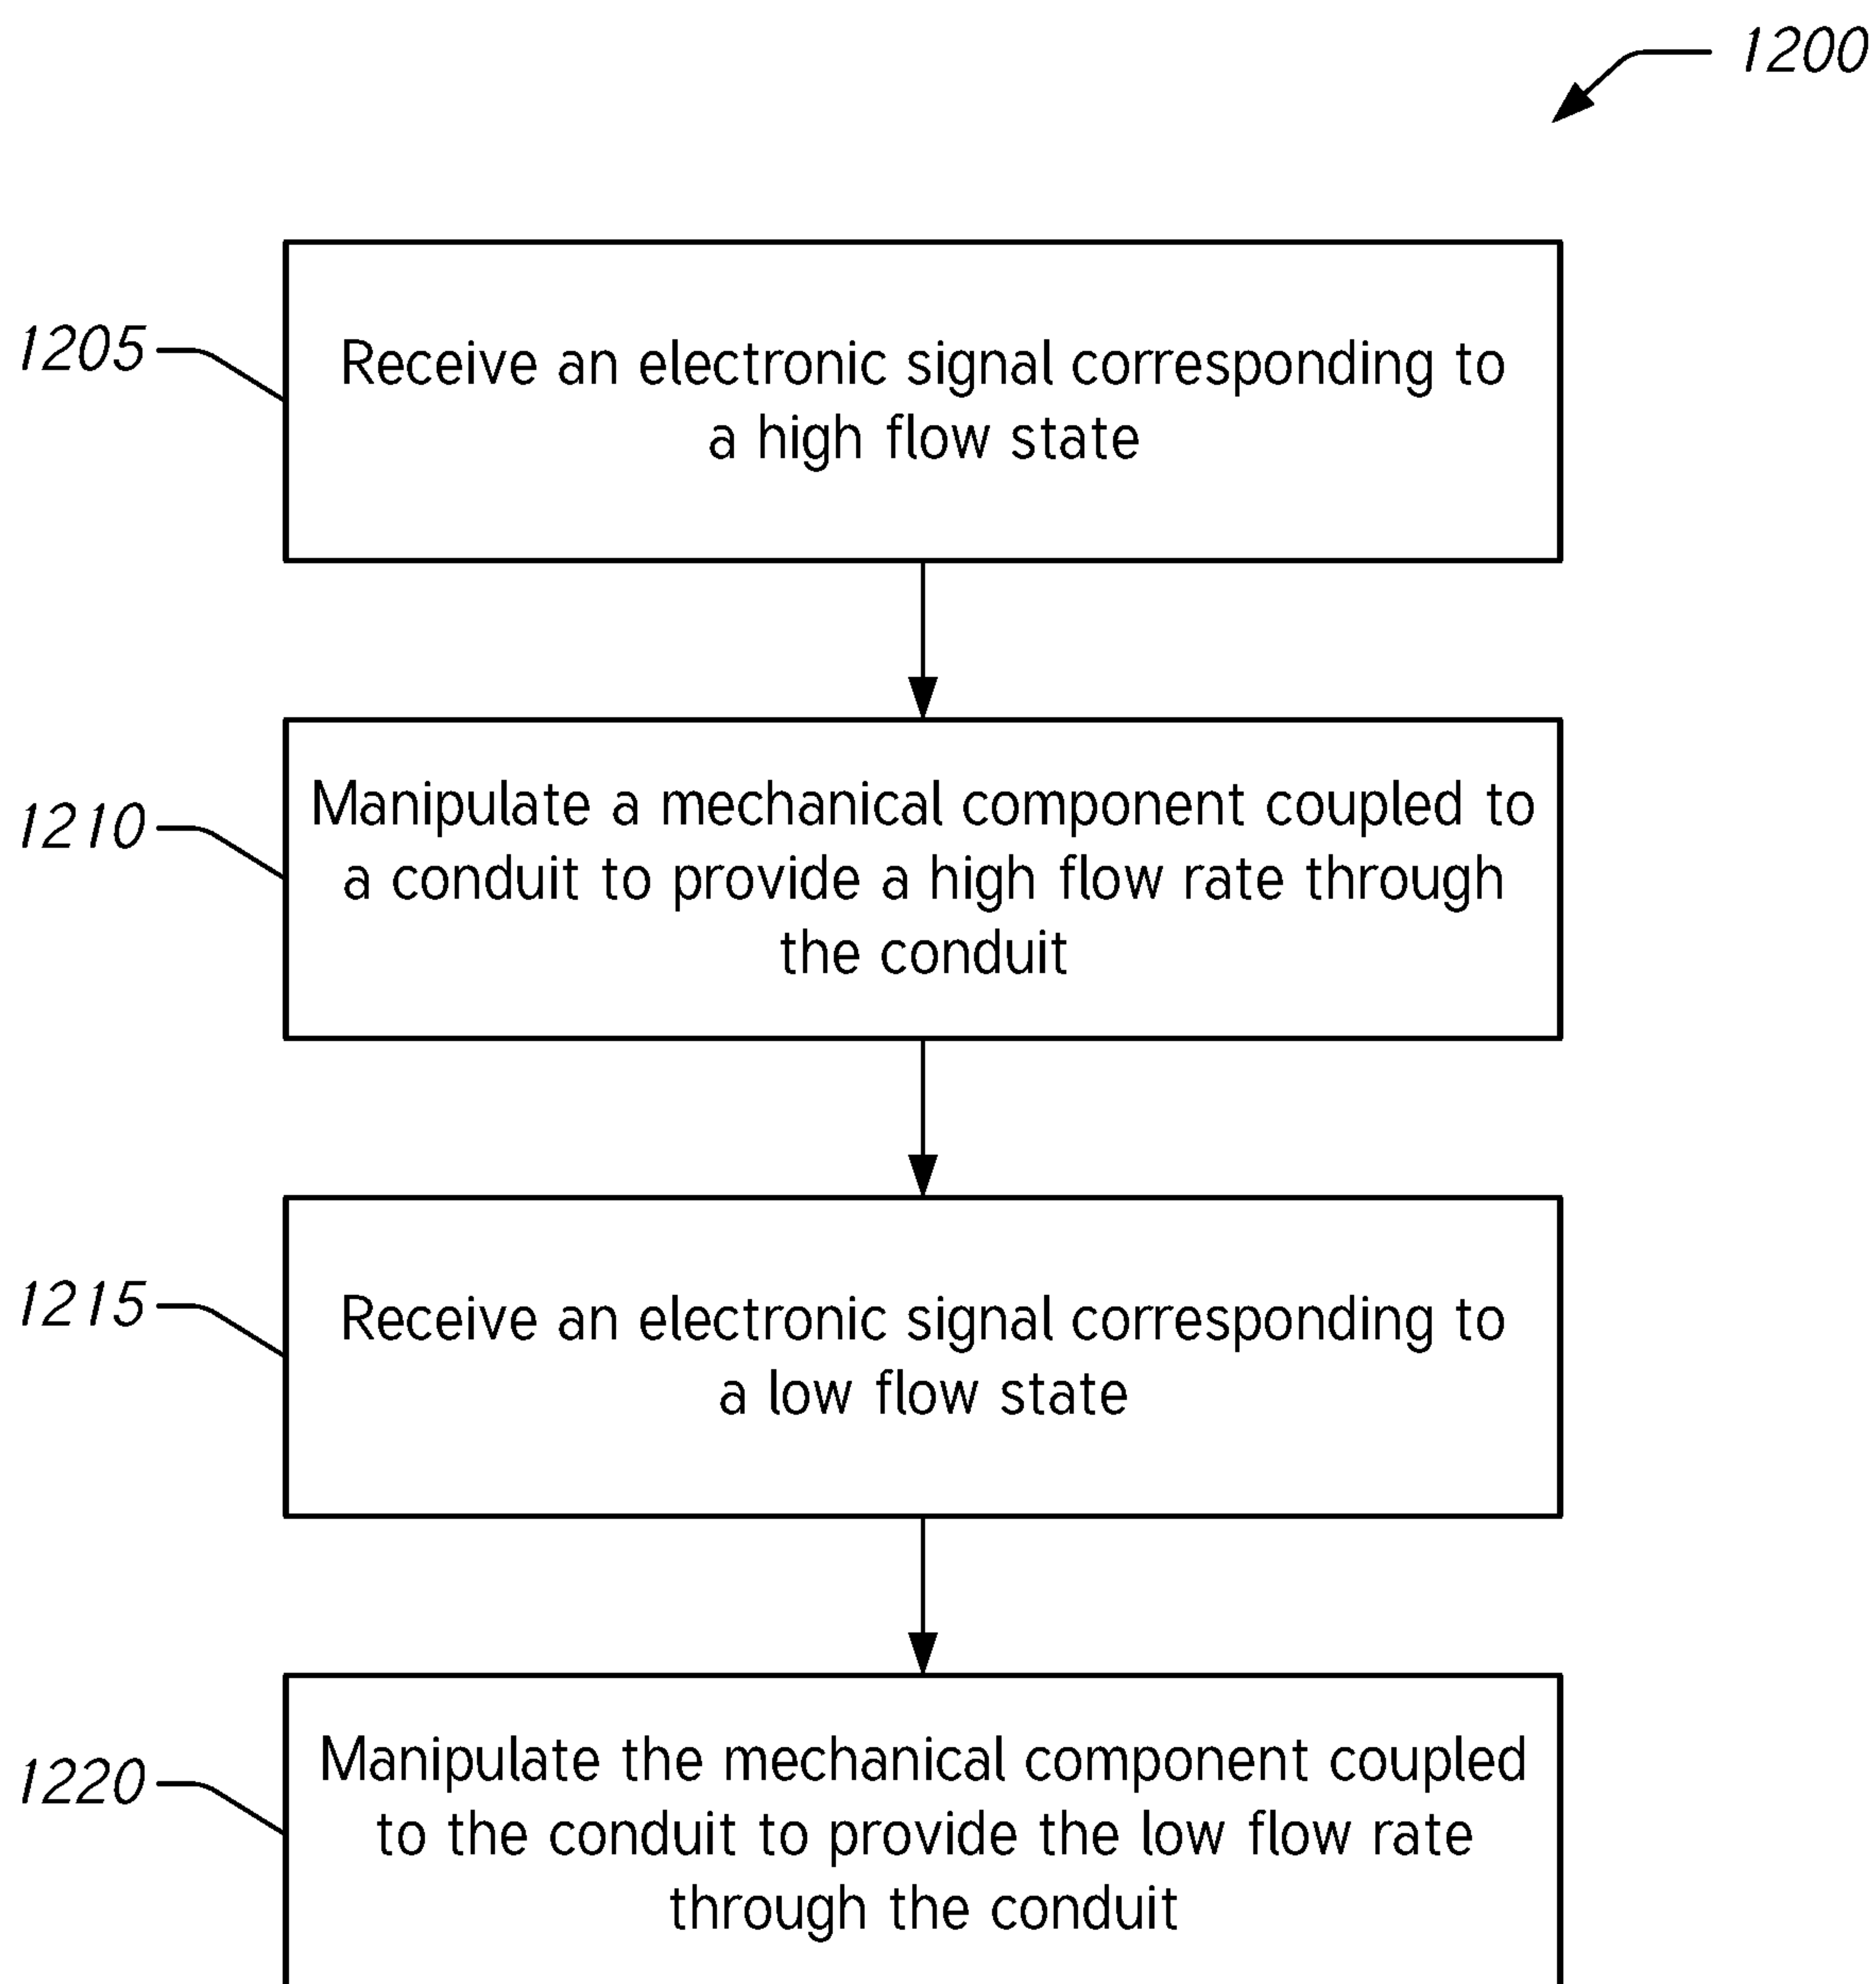 1200
1205
Receive an electronic signal corresponding to
a high flow state
1210
Manipulate a mechanical component coupled to
a conduit to provide a high flow rate through
the conduit
1215
Receive an electronic signal corresponding to
a low flow state
1220
Manipulate the mechanical component coupled
to the conduit to provide the low flow rate
through the conduit